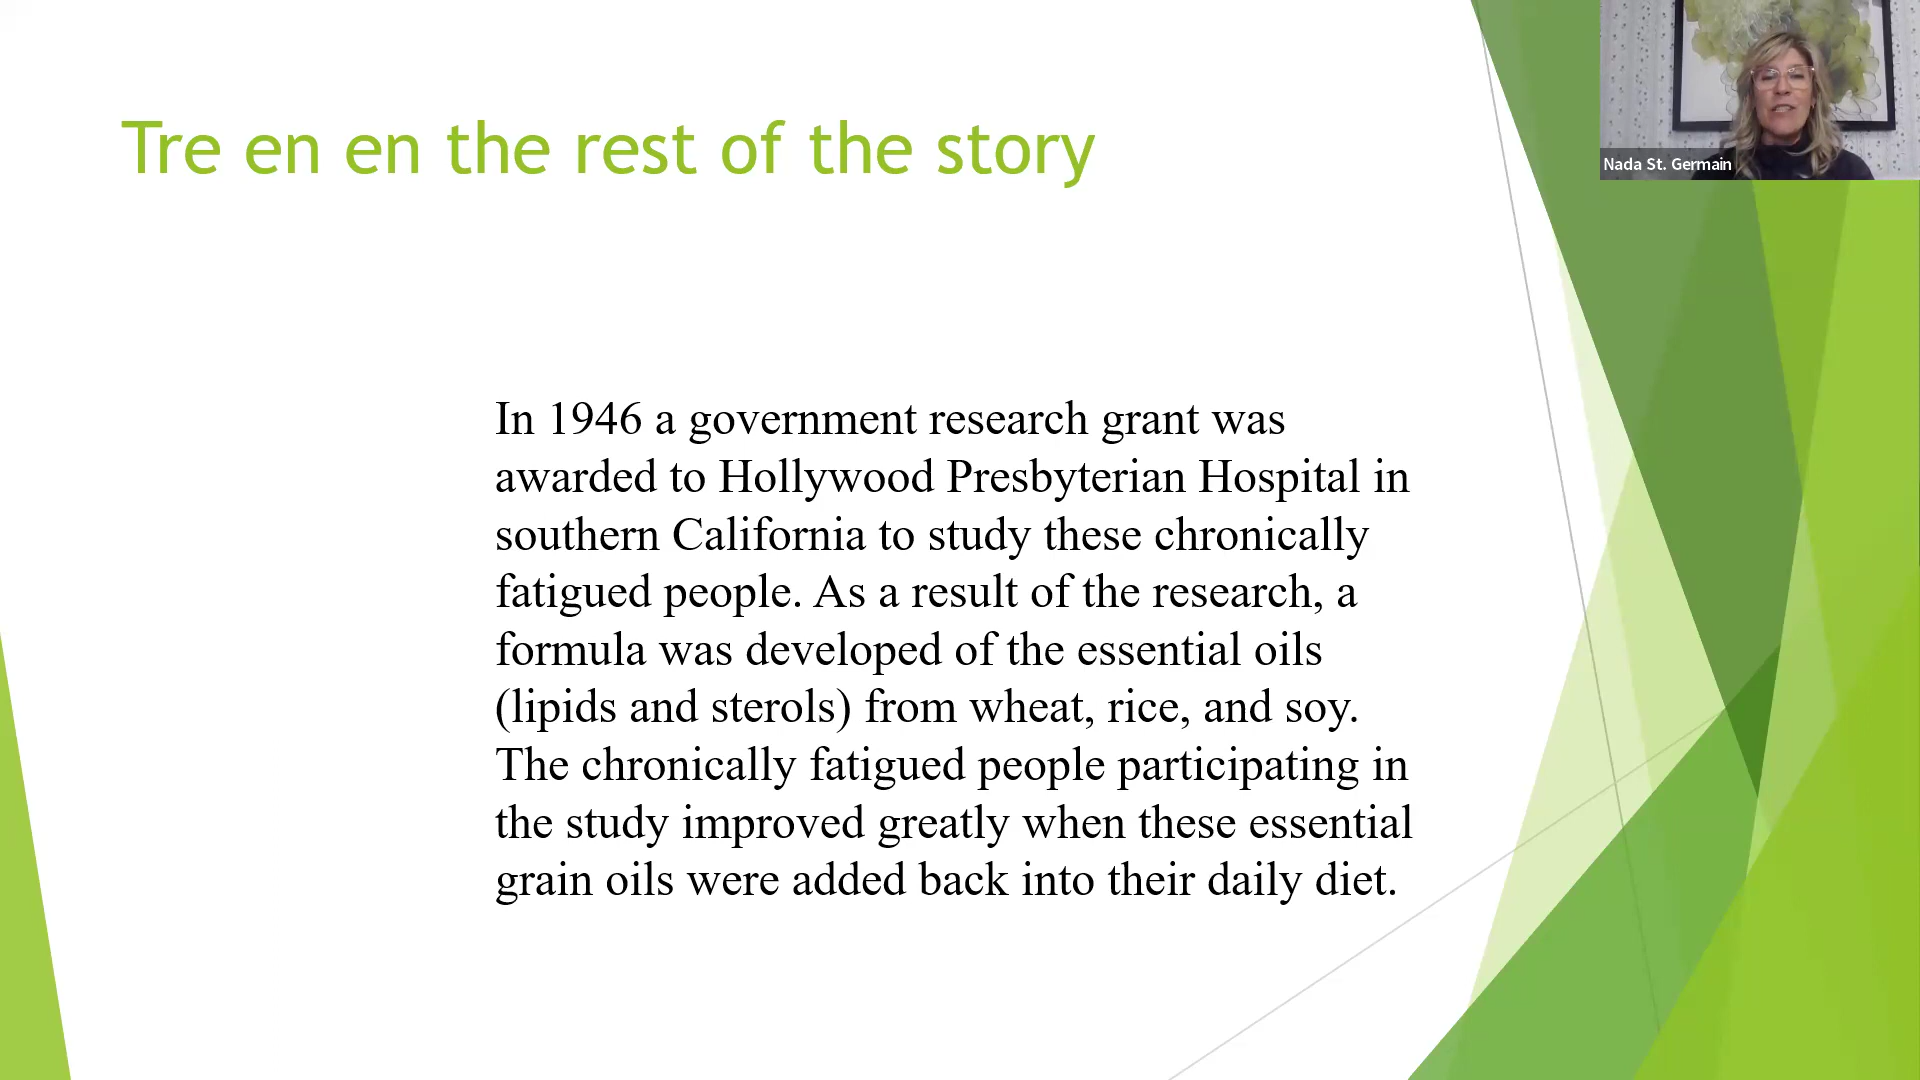 Tre en en the rest of the story
Nada St. Germain
In 1946 a government research grant was
awarded to Hollywood Presbyterian Hospital in
southern California to study these chronically
fatigued people. As a result of the research, a
formula was developed of the essential oils
(lipids and sterols) from wheat, rice, and soy.
The chronically fatigued people participating in
the study improved greatly when these essential
grain oils were added back into their daily diet.